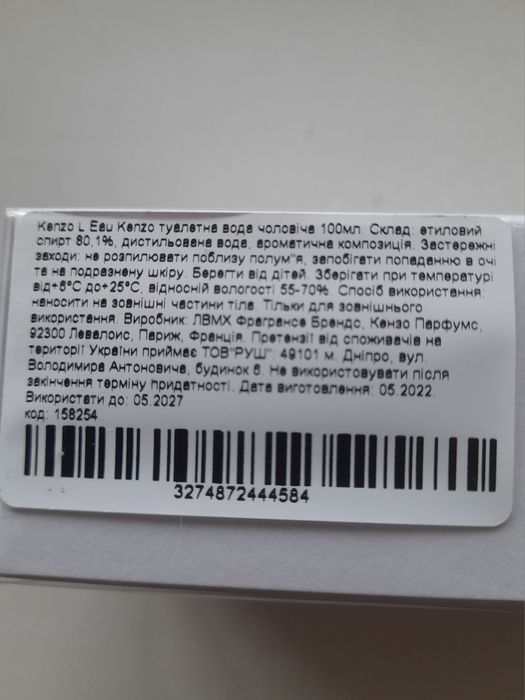 Kenzo L Eau Kenzo туалетна вода чоловіча 100мл. Склад: етиловий
спирт 80,1%, дистильована вода, ароматична композиція. Застережні
заходи: не розпилювати поблизу полум"я, запобігати попаданню в очі
та на подразнену шкіру. Берегти від дітей. Зберігати при температурі
від+5°С до+25°С, відносній вологості 55-70%. Спосіб використання:
наносити на зовнішні частини тіла. Тільки для зовнішнього
використання. Виробник: ЛВМХ Фрагрансе Брендс, Кензо Парфумс,
92300 Левалоис, Париж, Франція. Претензії від споживачів на
території України приймає ТОВ"РУШ": 49101 м. Дніпро, вул.
Володимира Антоновича, будинок 6. Не використовувати після
закінчення терміну придатності. Дата виготовлення: 05.2022.
Використати до: 05.2027
код: 158254
3274872444584